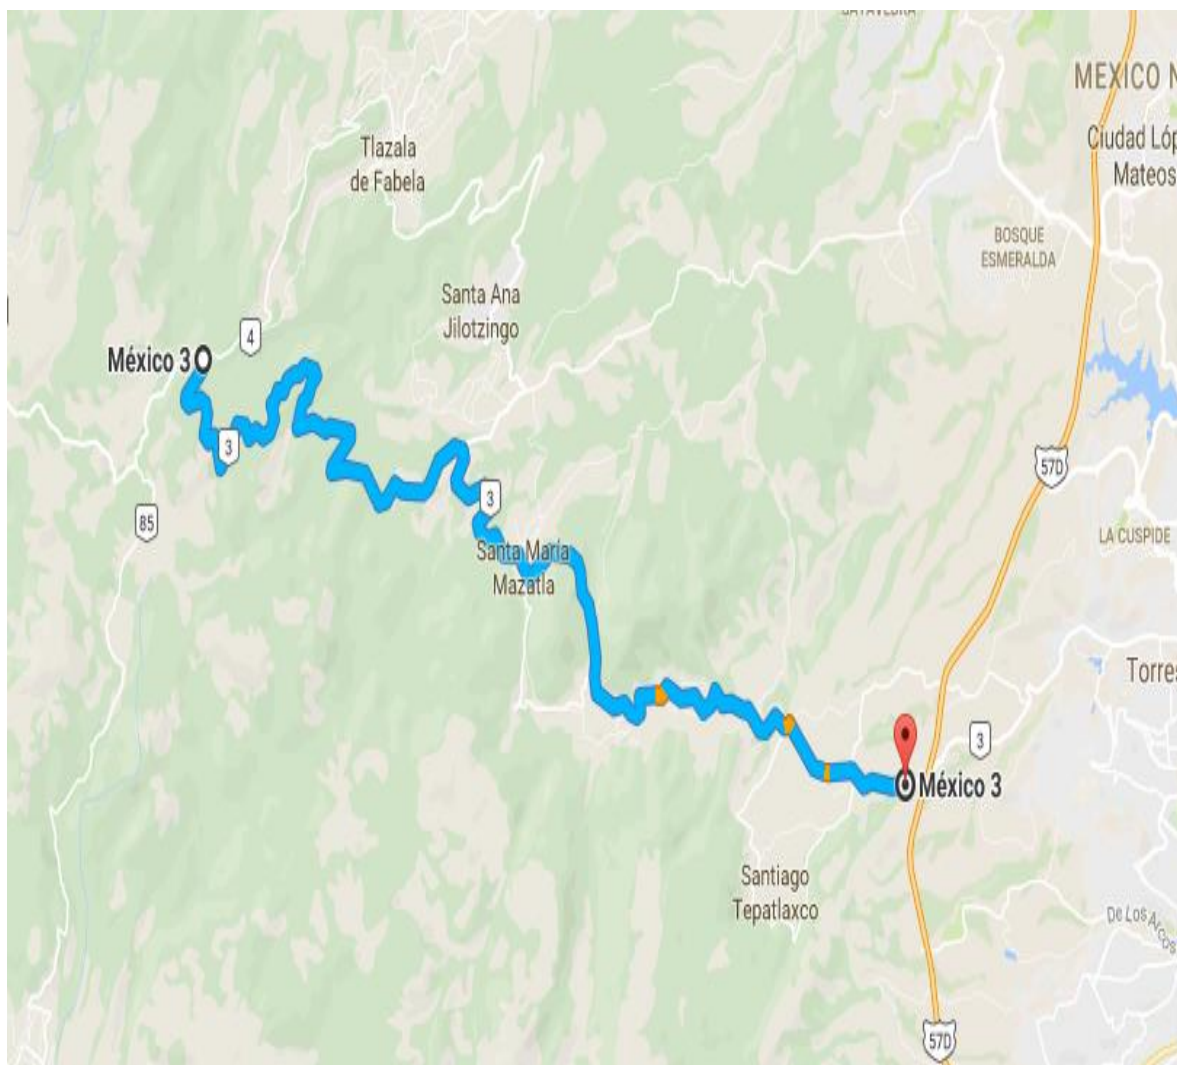 MEXICO N
Ciudad Lóp
Mateos
Tlazala
de Fabela
BOSQUE
ESMERALDA
Santa Ana
Jilotzingo
4
México 3
3
57D
3
85
LA CUSPIDE
Santa María
Mazatla
Torres
3
México 3
Santiago
Tepatlaxco
De Los Arcos
57D